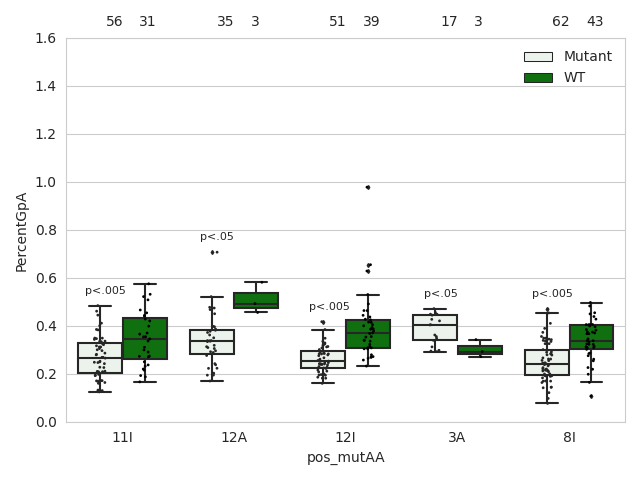 56 31 35 3 51 39 17 3 62 43
1.6
1.4
1.2
1.0
0.8
0.6
0.4
0.2
0.0
PercentGpA
Mutant
WT
p<.005
p<.05
p<.005
p<.05
p<.005
11I 12A 12I 3A 8I
pos_mutAA